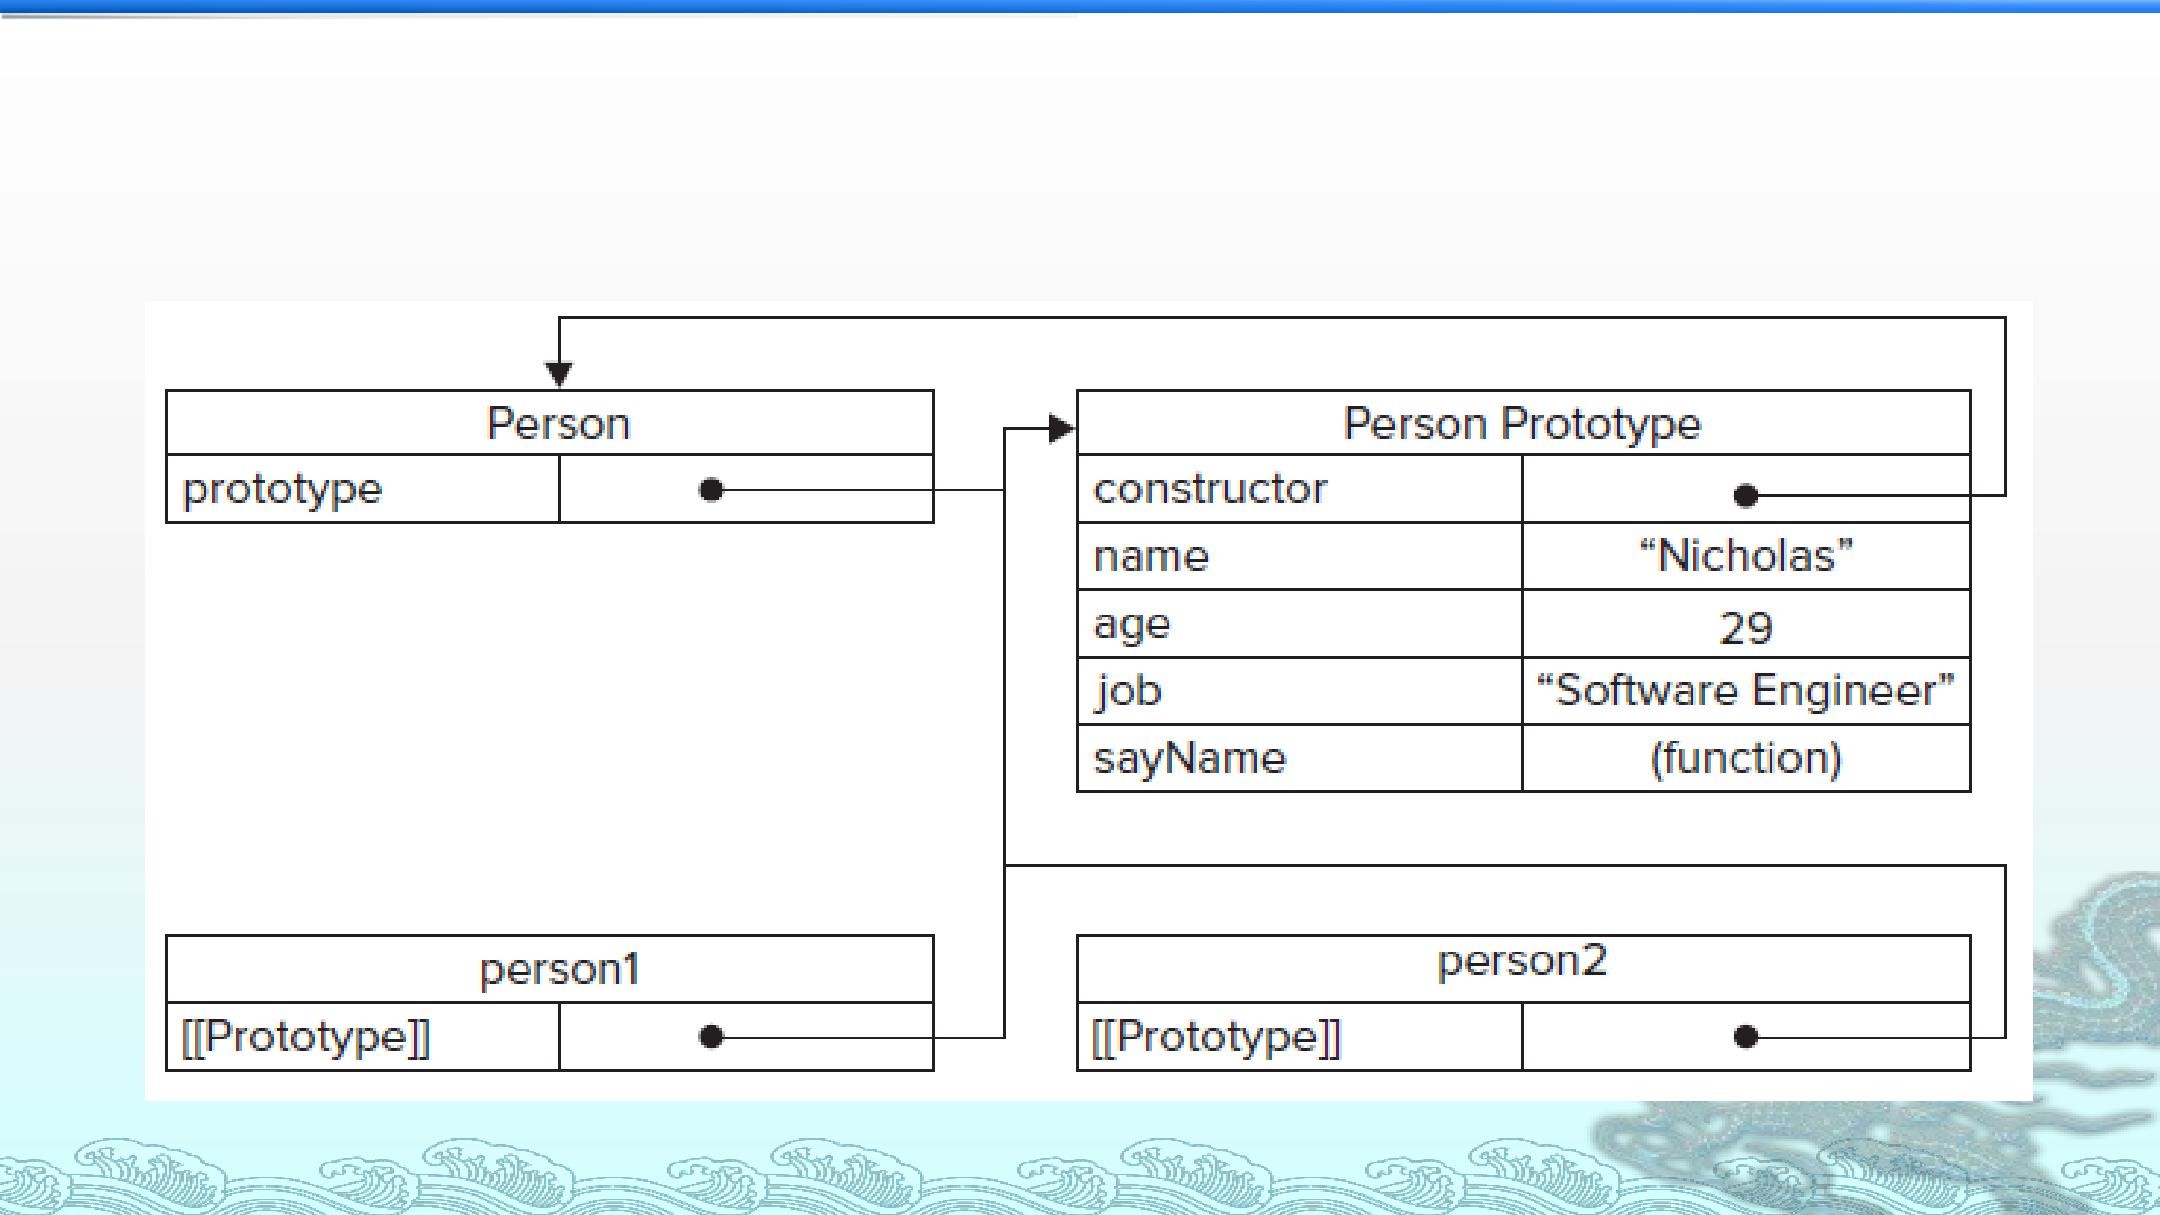 Person
prototype
Person Prototype
constructor
name “Nicholas”
age 29
job “Software Engineer”
sayName (function)
person1
[[Prototype]]
person2
[[Prototype]]